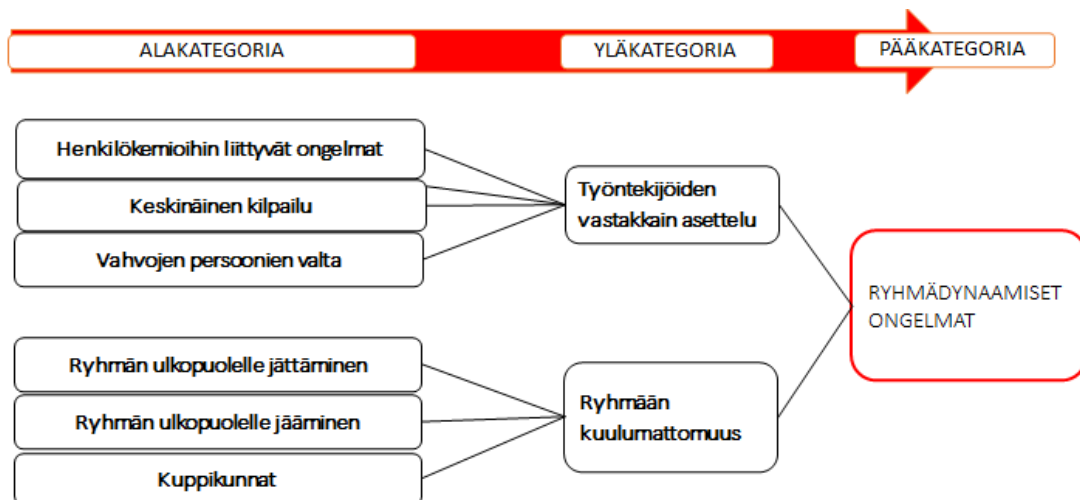 ALAKATEGORIA
YLÄKATEGORIA
PÄÄKATEGORIA
Henkilökemioihin liittyvät ongelmat
Keskinäinen kilpailu
Vahvojen persoonien valta
Työntekijöiden
vastakkain asettelu
RYHMÄDYNAAMISET
ONGELMAT
Ryhmän ulkopuolelle jättäminen
Ryhmän ulkopuolelle jääminen
Kuppikunnat
Ryhmään
kuulumattomuus